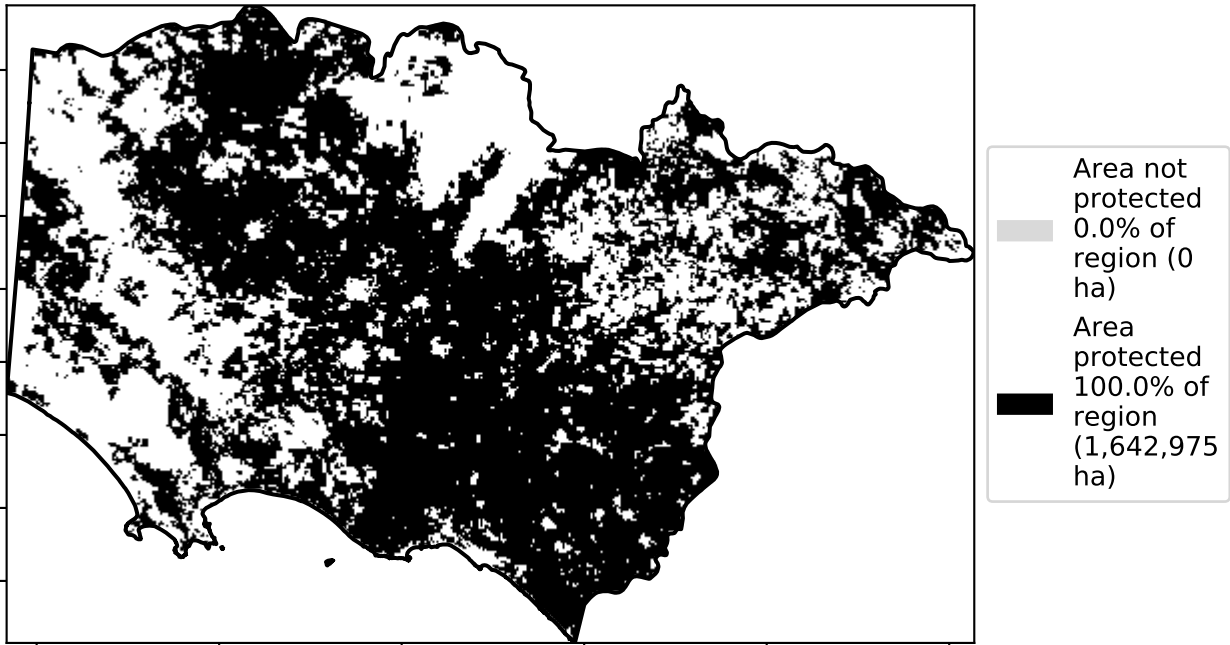 Area not
protected
0.0% of
region (0
ha)
Area
protected
100.0% of
region
(1,642,975
ha)